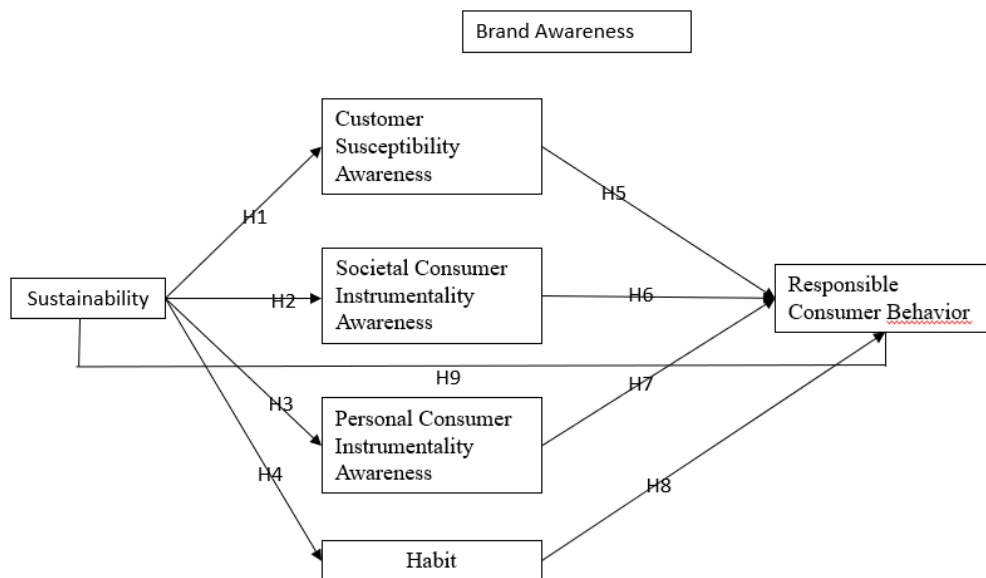 Brand Awareness
Customer
Susceptibility
Awareness
H1
H5
Societal Consumer
Instrumentality
Awareness
Sustainability
H2
H6
Responsible
Consumer Behavior
H9
H3
H7
Personal Consumer
Instrumentality
Awareness
H4
H8
Habit